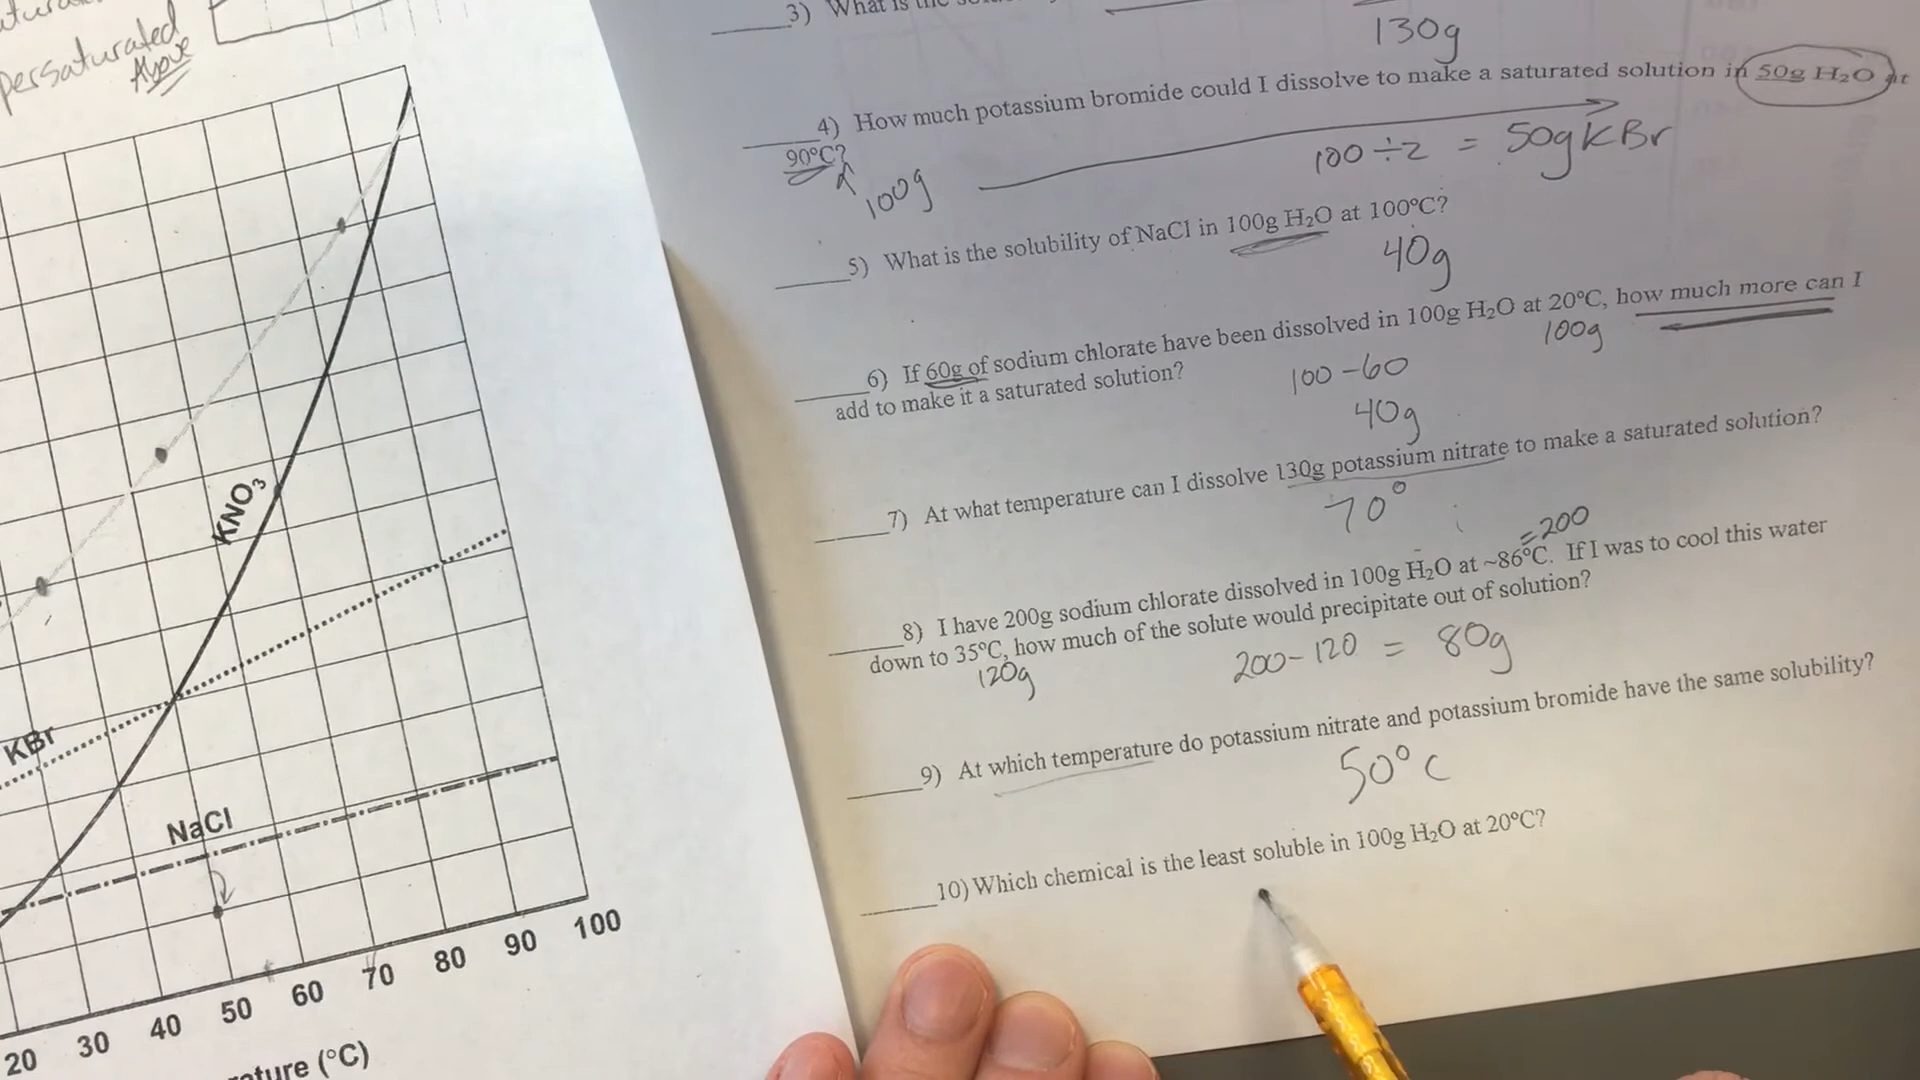 persaturated
Above
KNO₃
KBr
NaCl
20 30 40 50 60 70 80 90 100
(°C)
3) What is the
130g
4) How much potassium bromide could I dissolve to make a saturated solution in 50g H₂O at
90°C?
100g
100 ÷ 2 = 50g KBr
5) What is the solubility of NaCl in 100g H₂O at 100°C?
40g
6) If 60g of sodium chlorate have been dissolved in 100g H₂O at 20°C, how much more can I
add to make it a saturated solution?
100g
100 - 60
40g
7) At what temperature can I dissolve 130g potassium nitrate to make a saturated solution?
70°
=200
8) I have 200g sodium chlorate dissolved in 100g H₂O at ~86°C. If I was to cool this water
down to 35°C, how much of the solute would precipitate out of solution?
120g
200 - 120 = 80g
9) At which temperature do potassium nitrate and potassium bromide have the same solubility?
50°C
10) Which chemical is the least soluble in 100g H₂O at 20°C?